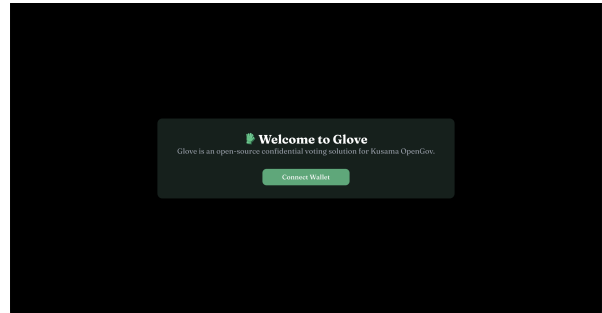 Welcome to Glove
Glove is an open-source confidential voting solution for Kusama OpenGov.
Connect Wallet